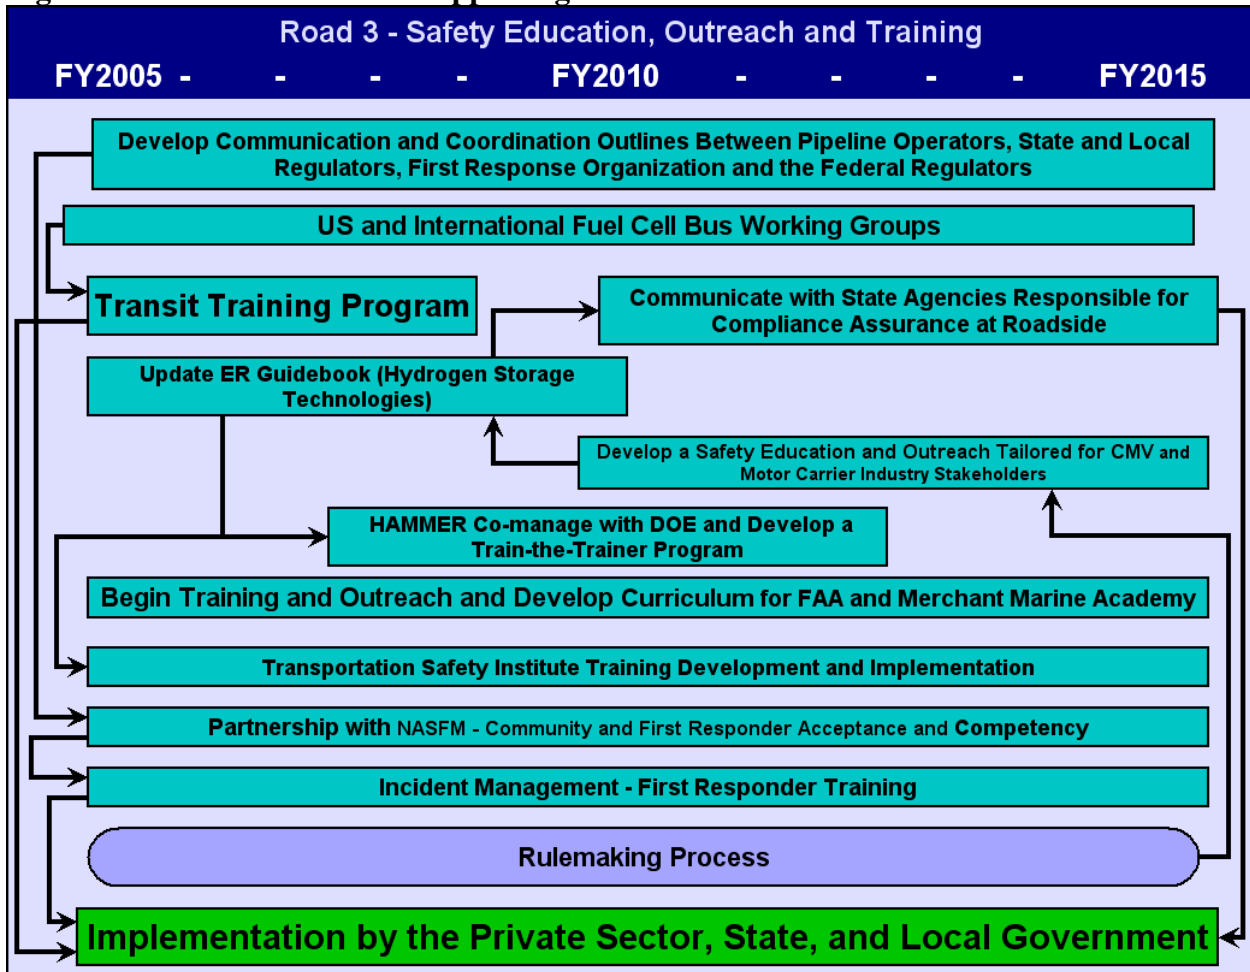 Road 3 - Safety Education, Outreach and Training
FY2005 - - - - FY2010 - - - - FY2015
Develop Communication and Coordination Outlines Between Pipeline Operators, State and Local
Regulators, First Response Organization and the Federal Regulators
US and International Fuel Cell Bus Working Groups
Transit Training Program
Communicate with State Agencies Responsible for
Compliance Assurance at Roadside
Update ER Guidebook (Hydrogen Storage
Technologies)
Develop a Safety Education and Outreach Tailored for CMV and
Motor Carrier Industry Stakeholders
HAMMER Co-manage with DOE and Develop a
Train-the-Trainer Program
Begin Training and Outreach and Develop Curriculum for FAA and Merchant Marine Academy
Transportation Safety Institute Training Development and Implementation
Partnership with NASFM - Community and First Responder Acceptance and Competency
Incident Management - First Responder Training
Rulemaking Process
Implementation by the Private Sector, State, and Local Government